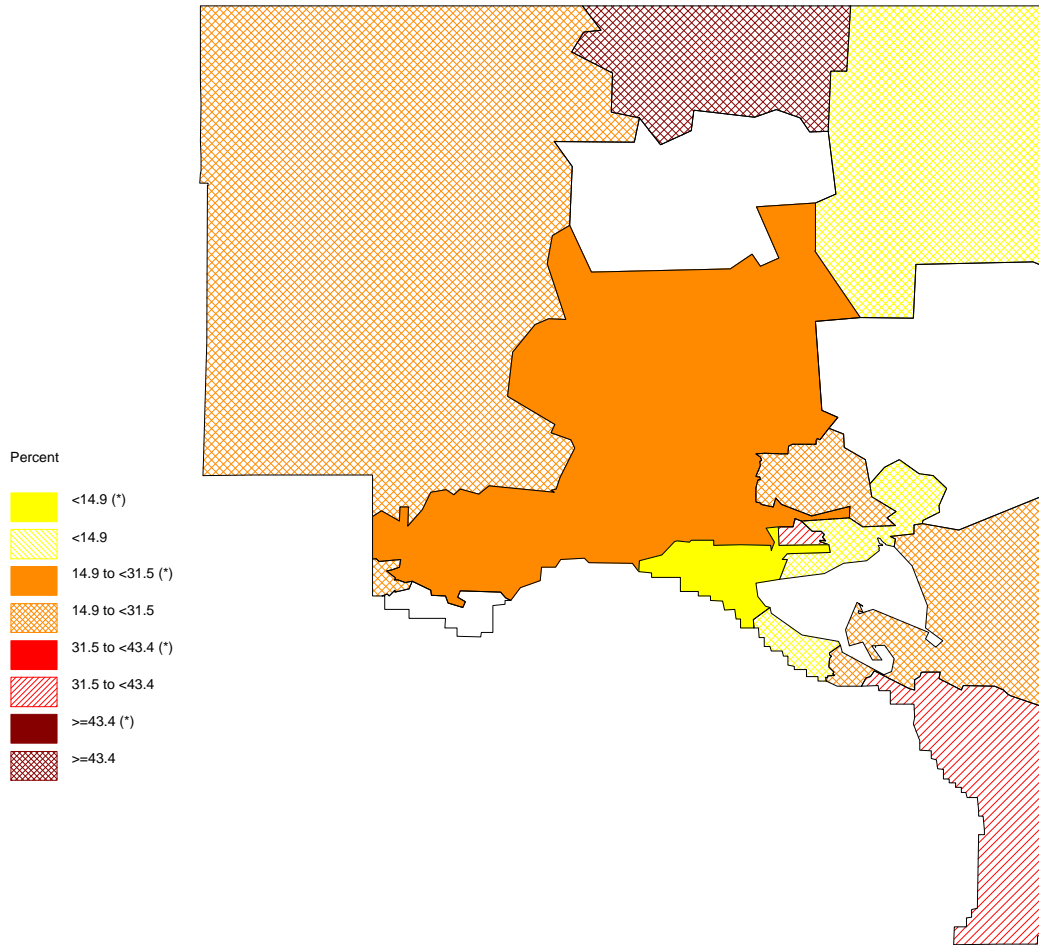 Percent
<14.9 (*)
<14.9
14.9 to <31.5 (*)
14.9 to <31.5
31.5 to <43.4 (*)
31.5 to <43.4
>=43.4 (*)
>=43.4